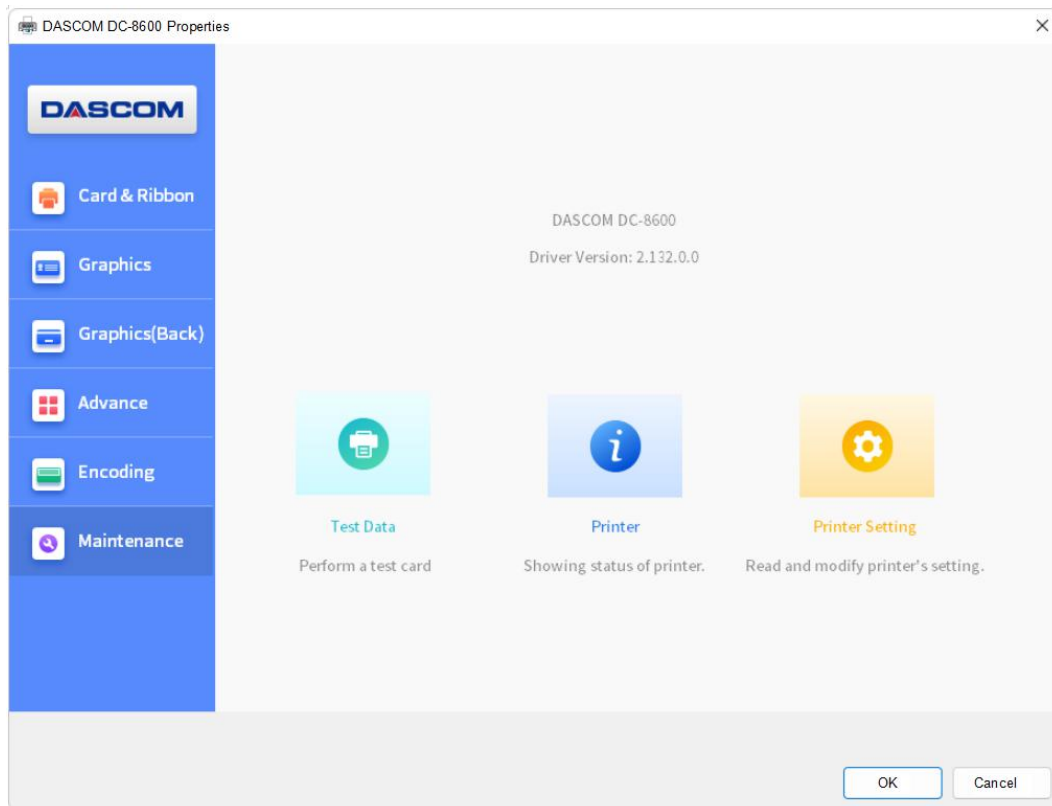 DASCOM DC-8600 Properties
DASCOM
Card & Ribbon
Graphics
Graphics(Back)
Advance
Encoding
Maintenance
DASCOM DC-8600
Driver Version: 2.132.0.0
Test Data
Perform a test card
Printer
Showing status of printer.
Printer Setting
Read and modify printer's setting.
OK
Cancel